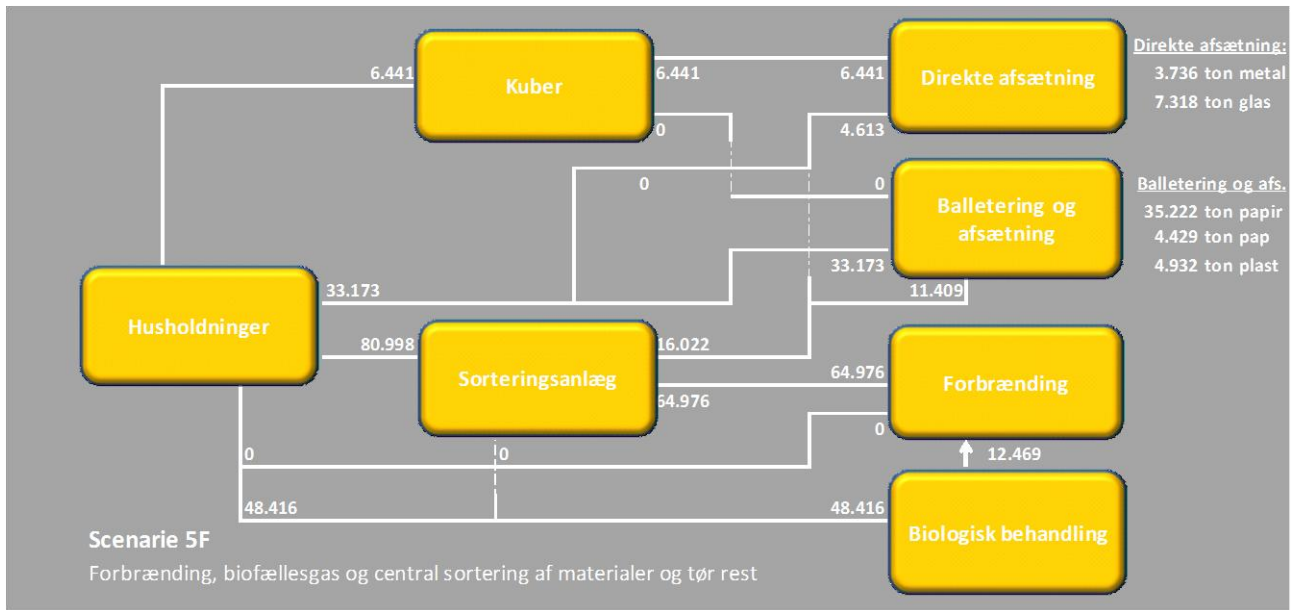 6.441
Kuber
6.441
0
6.441
4.613
Direkte afsætning
Direkte afsætning:
3.736 ton metal
7.318 ton glas
0
0
Balletering og
afsætning
33.173
11.409
Balletering og afs.
35.222 ton papir
4.429 ton pap
4.932 ton plast
Husholdninger
33.173
80.998
Sorteringsanlæg
16.022
64.976
64.976
0
Forbrænding
12.469
0
0
48.416
48.416
Biologisk behandling
Scenarie 5F
Forbrænding, biofællesgas og central sortering af materialer og tør rest